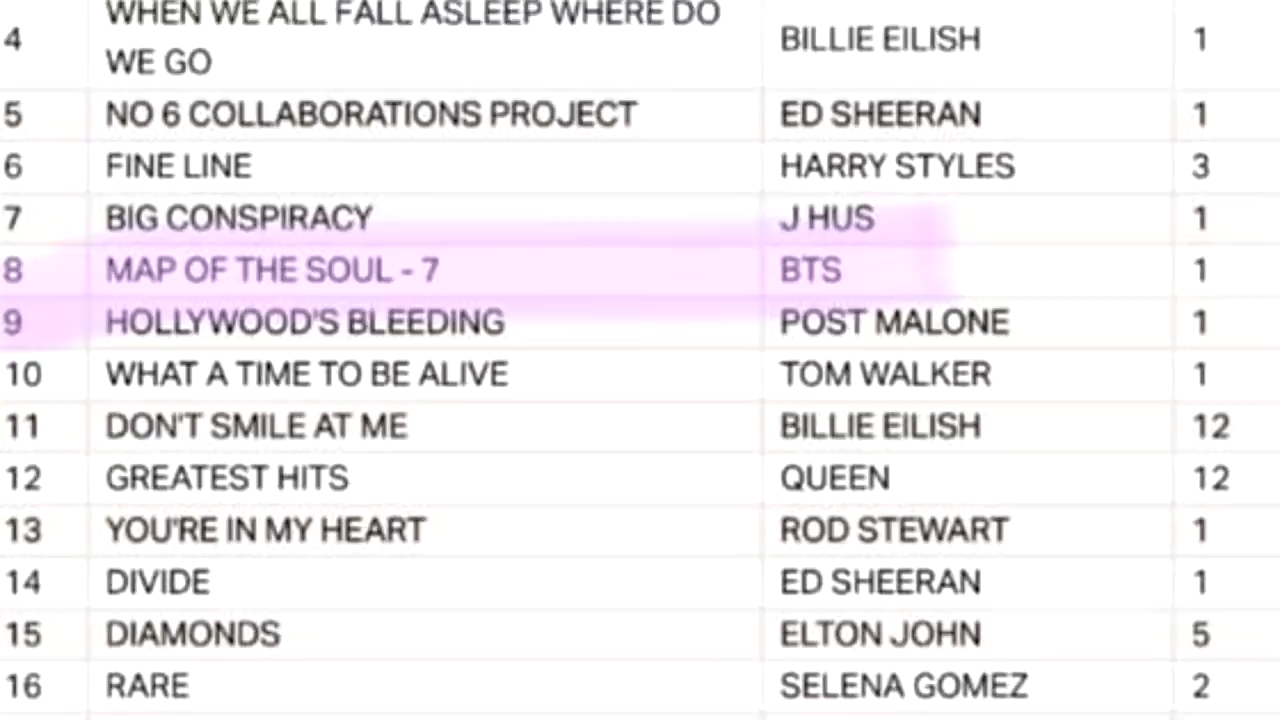 4 WHEN WE ALL FALL ASLEEP WHERE DO WE GO BILLIE EILISH 1
5 NO 6 COLLABORATIONS PROJECT ED SHEERAN 1
6 FINE LINE HARRY STYLES 3
7 BIG CONSPIRACY J HUS 1
8 MAP OF THE SOUL - 7 BTS 1
9 HOLLYWOOD'S BLEEDING POST MALONE 1
10 WHAT A TIME TO BE ALIVE TOM WALKER 1
11 DON'T SMILE AT ME BILLIE EILISH 12
12 GREATEST HITS QUEEN 12
13 YOU'RE IN MY HEART ROD STEWART 1
14 DIVIDE ED SHEERAN 1
15 DIAMONDS ELTON JOHN 5
16 RARE SELENA GOMEZ 2